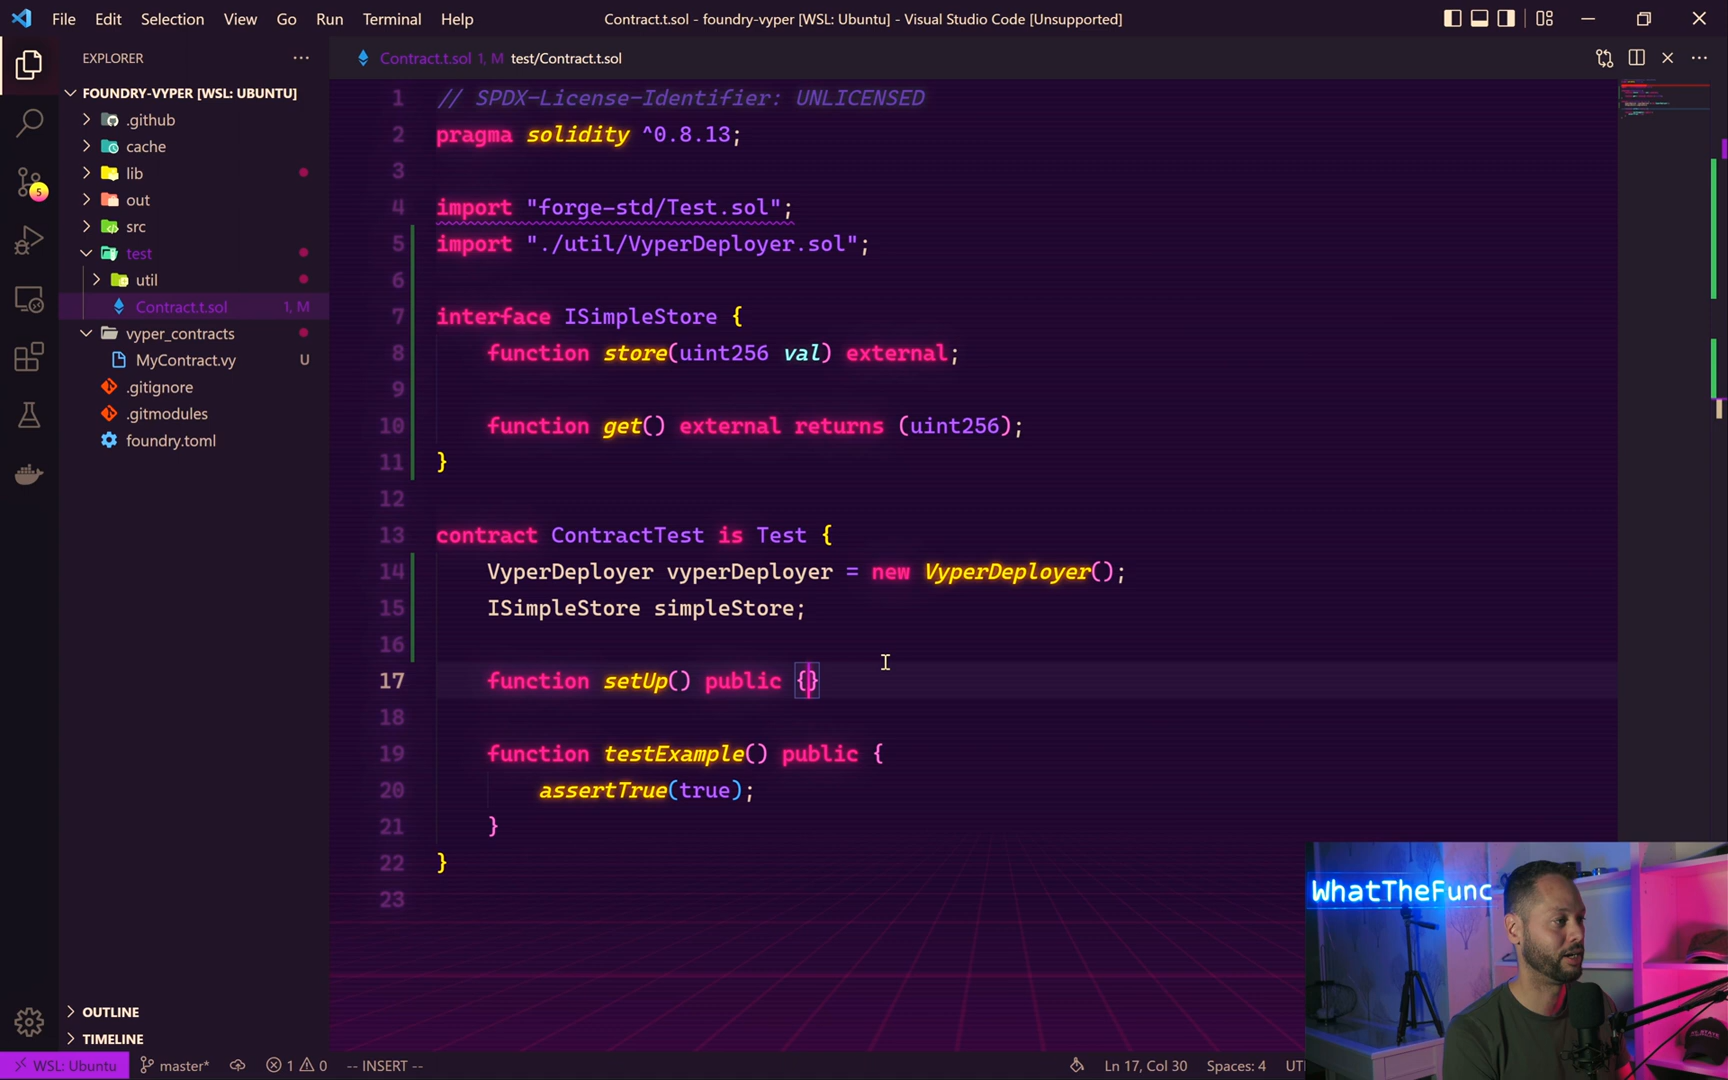 File Edit Selection View Go Run Terminal Help
Contract.t.sol - foundry-vyper [WSL: Ubuntu] - Visual Studio Code [Unsupported]
EXPLORER
FOUNDRY-VYPER [WSL: UBUNTU]
.github
cache
lib
out
src
test
util
Contract.t.sol 1, M
vyper_contracts
MyContract.vy U
.gitignore
.gitmodules
foundry.toml
5
OUTLINE
TIMELINE
Contract.t.sol 1, M test/Contract.t.sol
1 // SPDX-License-Identifier: UNLICENSED
2 pragma solidity ^0.8.13;
3
4 import "forge-std/Test.sol";
5 import "./util/VyperDeployer.sol";
6
7 interface ISimpleStore {
8 function store(uint256 val) external;
9
10 function get() external returns (uint256);
11 }
12
13 contract ContractTest is Test {
14 VyperDeployer vyperDeployer = new VyperDeployer();
15 ISimpleStore simpleStore;
16
17 function setUp() public {}
18
19 function testExample() public {
20 assertTrue(true);
21 }
22 }
23
WhatTheFunc
WSL: Ubuntu master* 1 0 -- INSERT -- Ln 17, Col 30 Spaces: 4 UT